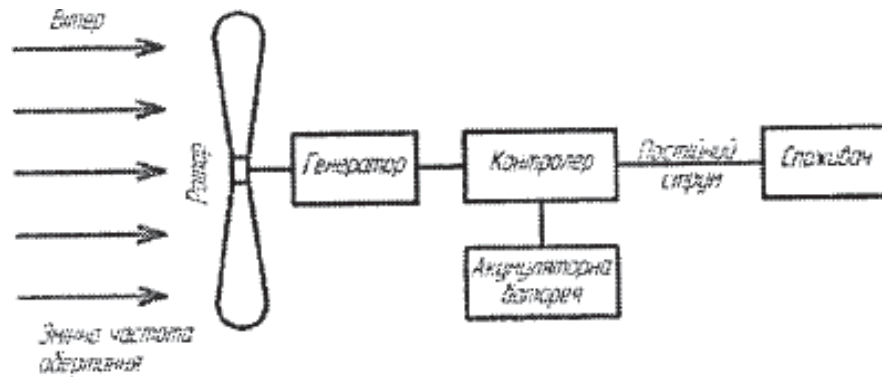 Вітер
Ротор
Генератор
Контролер
Постійний
струм
Споживач
Акумуляторна
батарея
Змінна частота
обертання